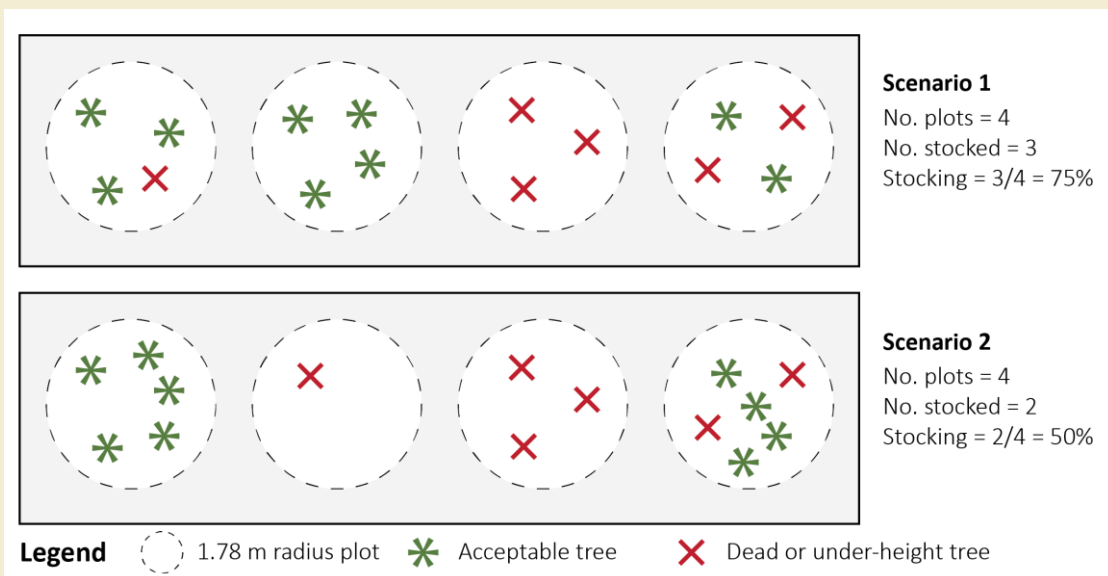 Scenario 1
No. plots = 4
No. stocked = 3
Stocking = 3/4 = 75%
Scenario 2
No. plots = 4
No. stocked = 2
Stocking = 2/4 = 50%
Legend 1.78 m radius plot Acceptable tree Dead or under-height tree